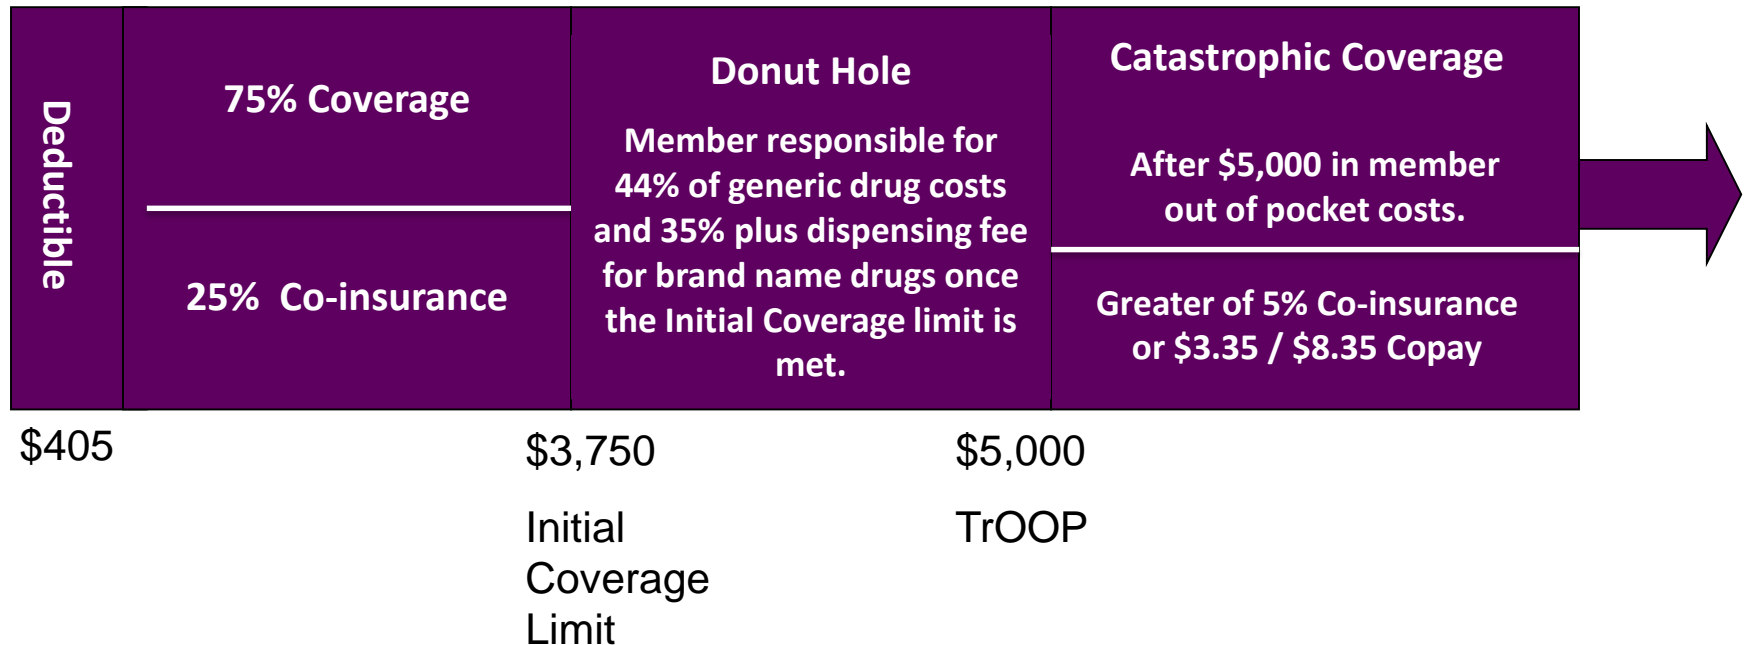 Deductible
75% Coverage
25%  Co-insurance
Donut Hole
Member responsible for
44% of generic drug costs
and 35% plus dispensing fee
for brand name drugs once
the Initial Coverage limit is
met.
Catastrophic Coverage
After $5,000 in member
out of pocket costs.
Greater of 5% Co-insurance
or $3.35 / $8.35 Copay
$405
$3,750
Initial
Coverage
Limit
$5,000
TrOOP